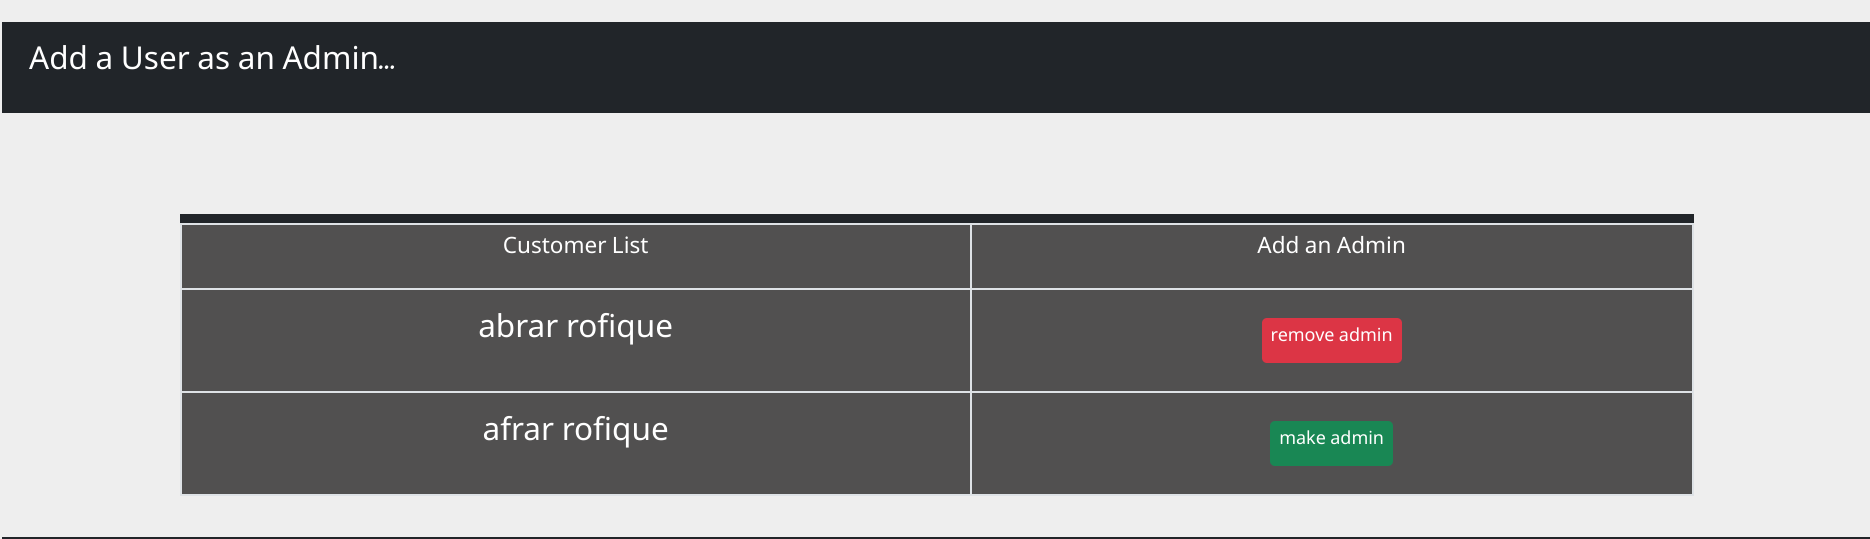 Add a User as an Admin...
Customer List
Add an Admin
abrar rofique
remove admin
afrar rofique
make admin